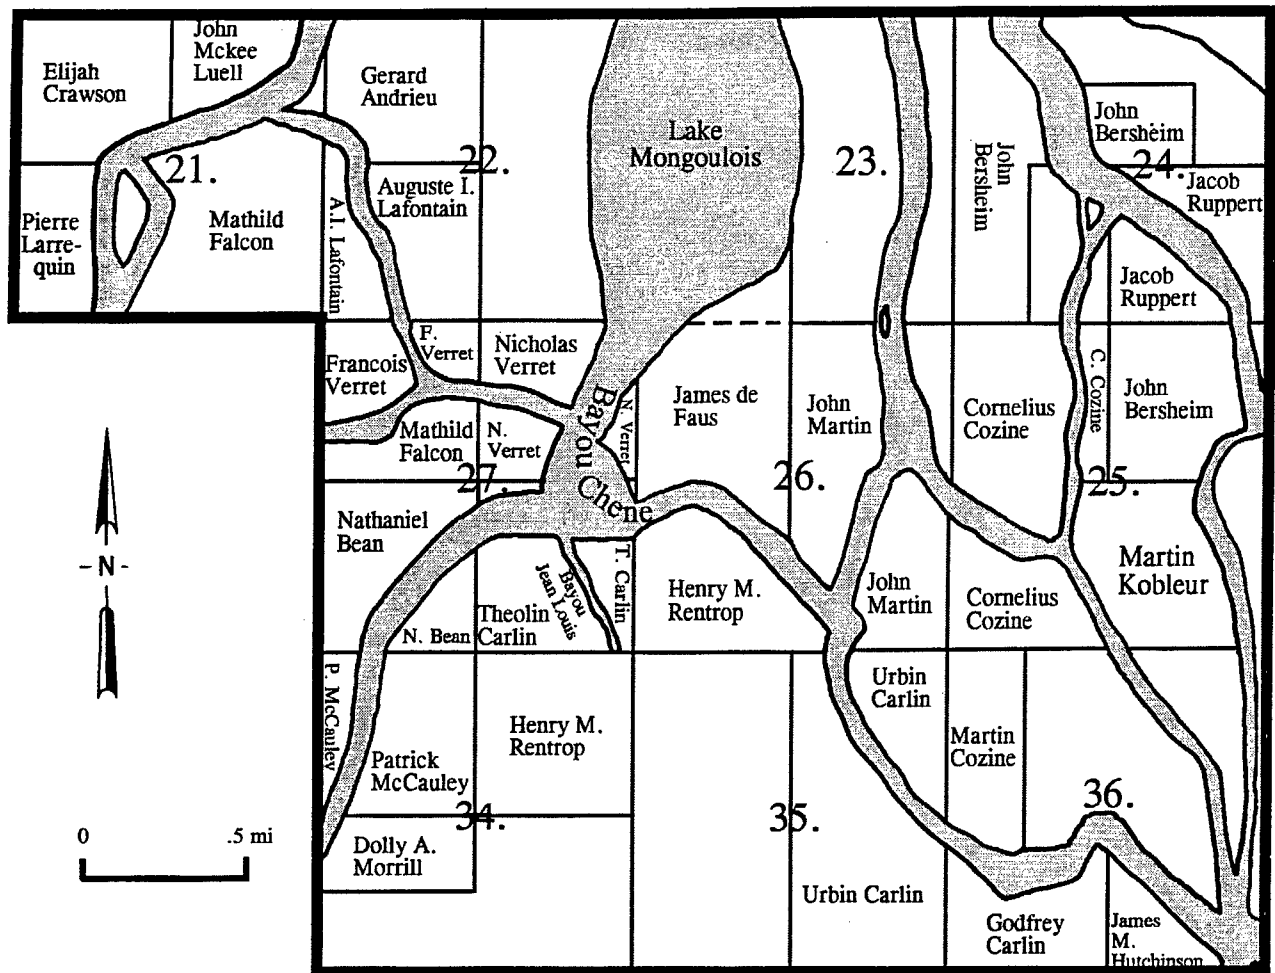 John
Mckee
Luell
Elijah
Crawson
Gerard
Andrieu
Lake
Mongoulois
John
Bersheim
John
Bersheim
21.
22.
23.
24.
Pierre
Larre-
quin
Mathild
Falcon
A.I. Lafontain
Auguste I.
Lafontain
Jacob
Ruppert
Jacob
Ruppert
Francois
Verret
F.
Verret
Nicholas
Verret
Bayou
Chene
N. Verret
James de
Faus
John
Martin
Cornelius
Cozine
C. Cozine
John
Bersheim
Mathild
Falcon
N.
Verret
27.
26.
25.
Nathaniel
Bean
N. Bean
Theolin
Carlin
Bayou
Jean Louis
T. Carlin
Henry M.
Rentrop
John
Martin
Cornelius
Cozine
Martin
Kobleur
- N -
P. McCauley
Patrick
McCauley
Henry M.
Rentrop
Urbin
Carlin
Martin
Cozine
34.
35.
36.
0 .5 mi
Dolly A.
Morrill
Urbin Carlin
Godfrey
Carlin
James
M.
Hutchinson